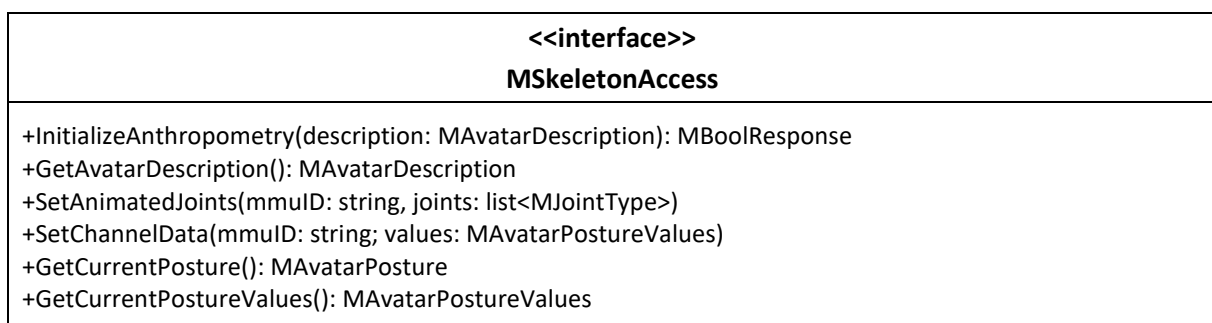 <<interface>>
MSkeletonAccess
+InitializeAnthropometry(description: MAvatarDescription): MBoolResponse
+GetAvatarDescription(): MAvatarDescription
+SetAnimatedJoints(mmuID: string, joints: list<MJointType>)
+SetChannelData(mmuID: string; values: MAvatarPostureValues)
+GetCurrentPosture(): MAvatarPosture
+GetCurrentPostureValues(): MAvatarPostureValues